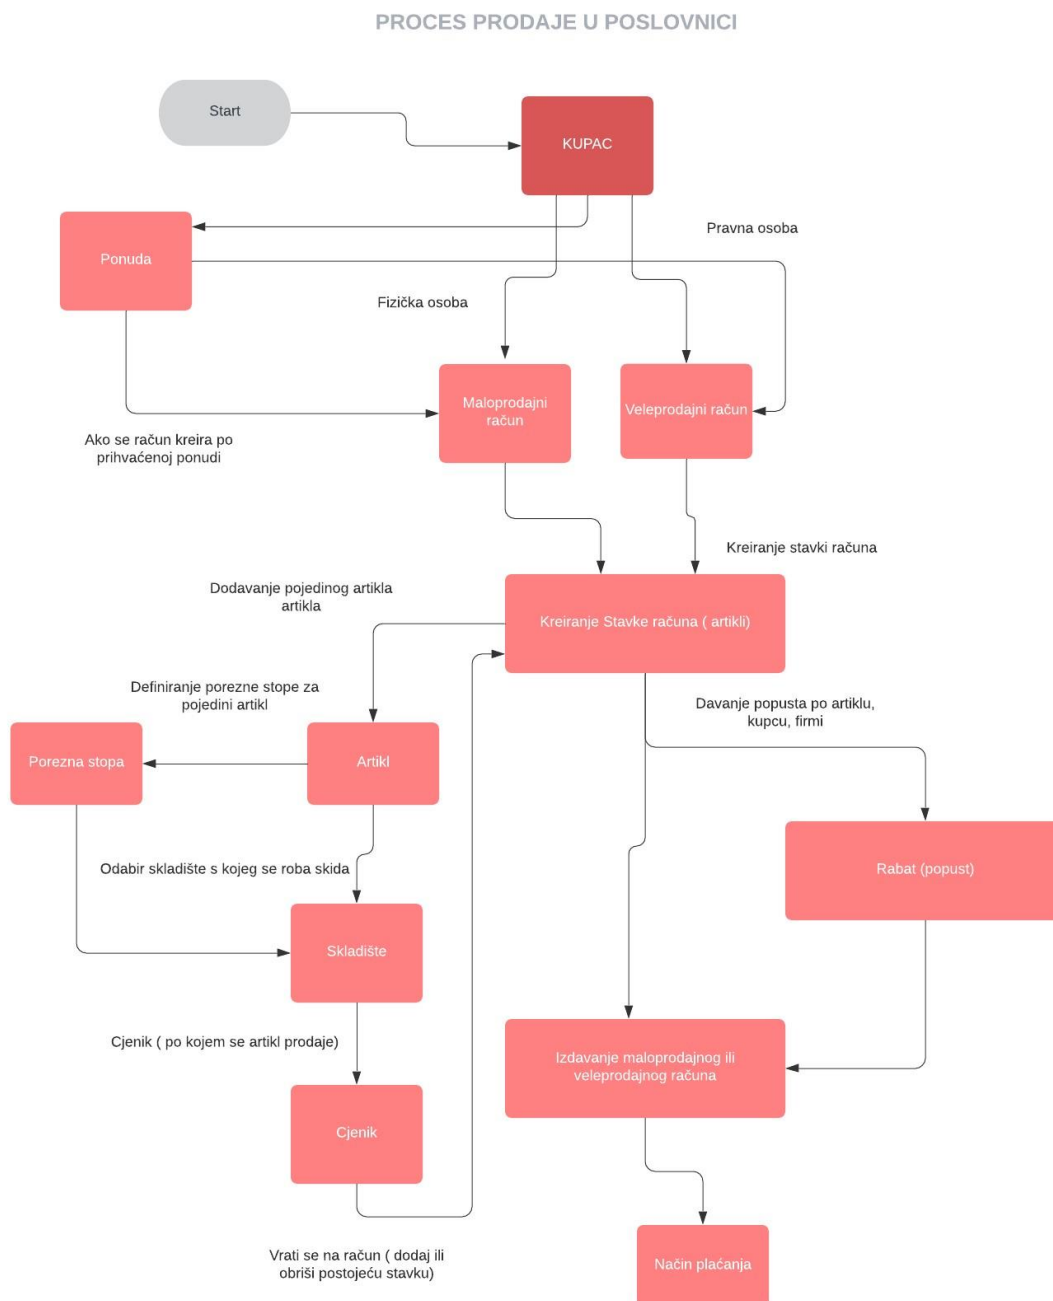 PROCES PRODAJE U POSLOVNICI
Start
KUPAC
Pravna osoba
Ponuda
Fizička osoba
Maloprodajni
račun
Veleprodajni račun
Ako se račun kreira po
prihvaćenoj ponudi
Kreiranje stavki računa
Dodavanje pojedinog artikla
artikla
Kreiranje Stavke računa ( artikli)
Definiranje porezne stope za
pojedini artikl
Davanje popusta po artiklu,
kupcu, firmi
Porezna stopa
Artikl
Odabir skladište s kojeg se roba skida
Rabat (popust)
Skladište
Cjenik ( po kojem se artikl prodaje)
Izdavanje maloprodajnog ili
veleprodajnog računa
Cjenik
Vrati se na račun ( dodaj ili
obriši postojeću stavku)
Način plaćanja